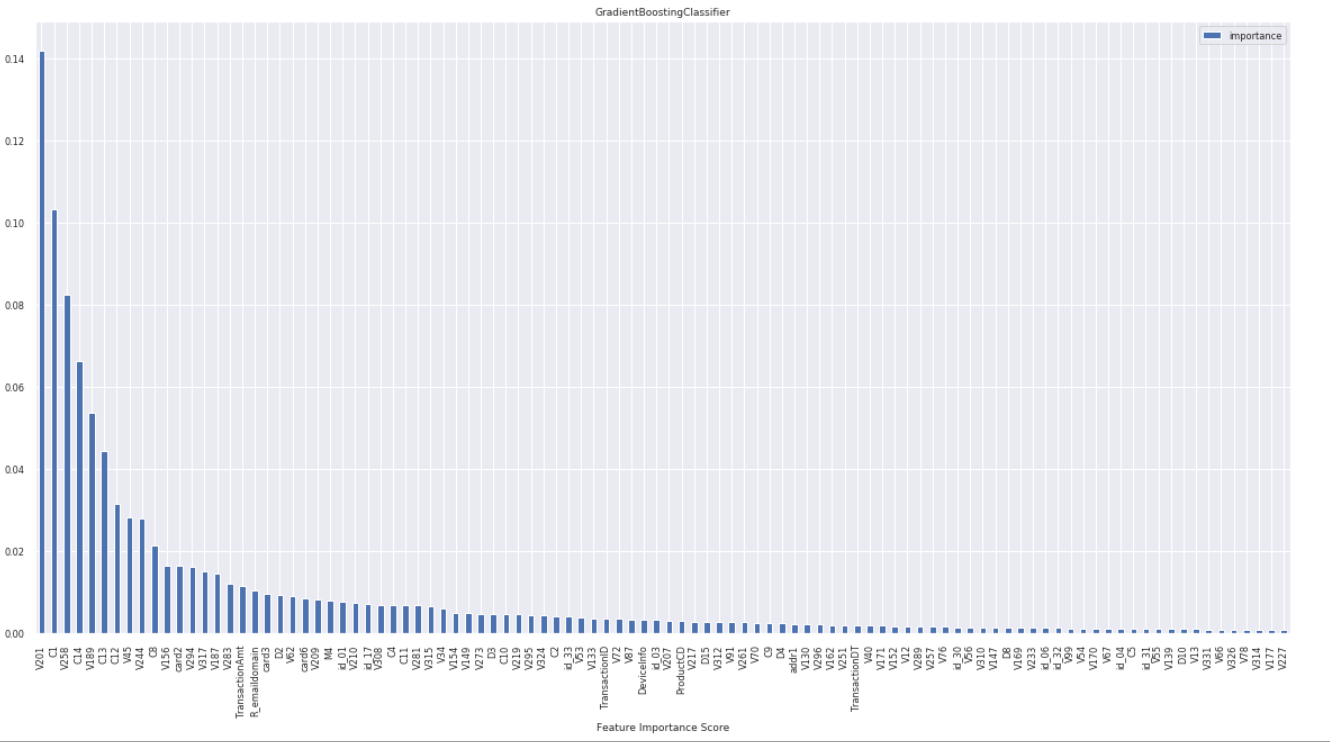 GradientBoostingClassifier
importance
0.14
0.12
0.10
0.08
0.06
0.04
0.02
0.00
V201 C1 V258 C14 V189 C13 C12 V45 V244 C8 V156 card2 V294 V317 V187 V283 TransactionAmt R_emaildomain card3 D2 V62 card6 V209 M4 id_01 V210 id_17 V308 C4 C11 V281 V315 V34 V154 V149 V273 D3 C10 V219 V295 V324 C2 id_33 V53 V133 TransactionID V72 V87 DeviceInfo id_03 V207 ProductCD V217 D15 V312 V91 V261 V70 C9 D4 addr1 V130 V296 V162 V251 TransactionDT V40 V171 V152 V12 V289 V257 V76 id_30 V56 V310 V147 D8 V169 V233 id_06 id_32 V99 V54 V170 V67 id_04 C5 id_31 V55 V139 D10 V13 V331 V66 V326 V78 V314 V177 V227
Feature Importance Score